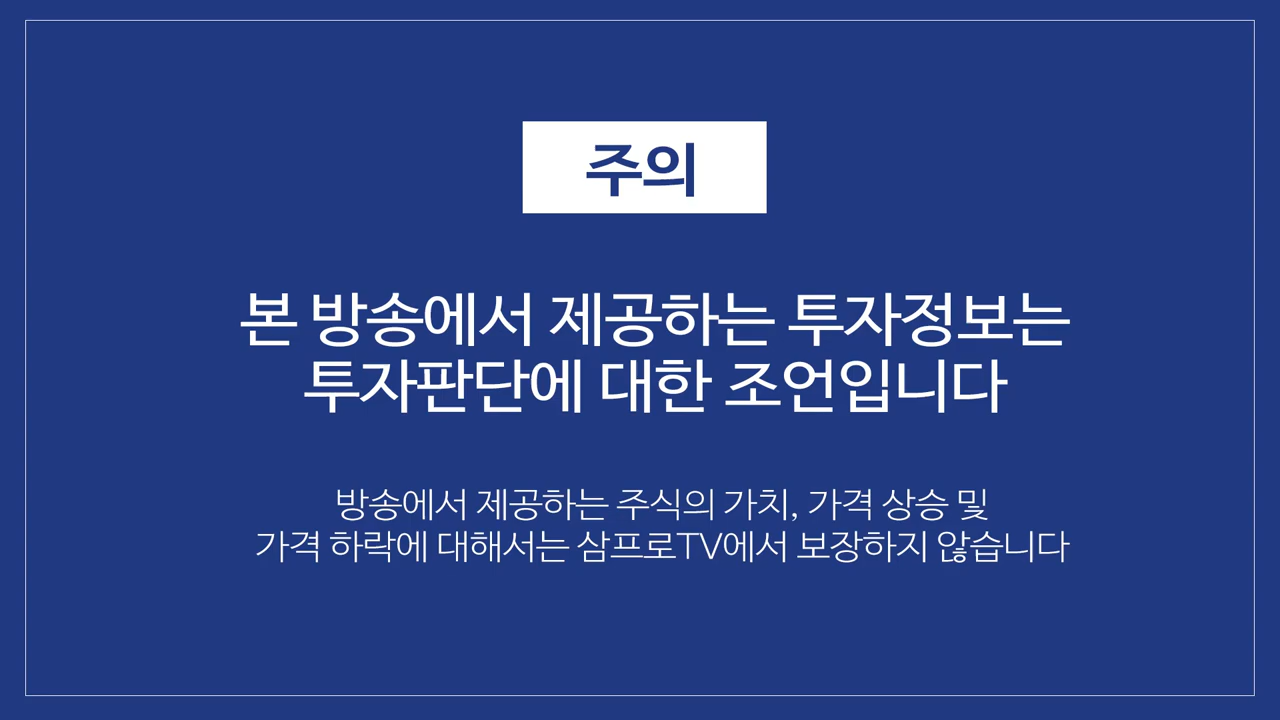 주의
본 방송에서 제공하는 투자정보는
투자판단에 대한 조언입니다
방송에서 제공하는 주식의 가치, 가격 상승 및
가격 하락에 대해서는 삼프로TV에서 보장하지 않습니다